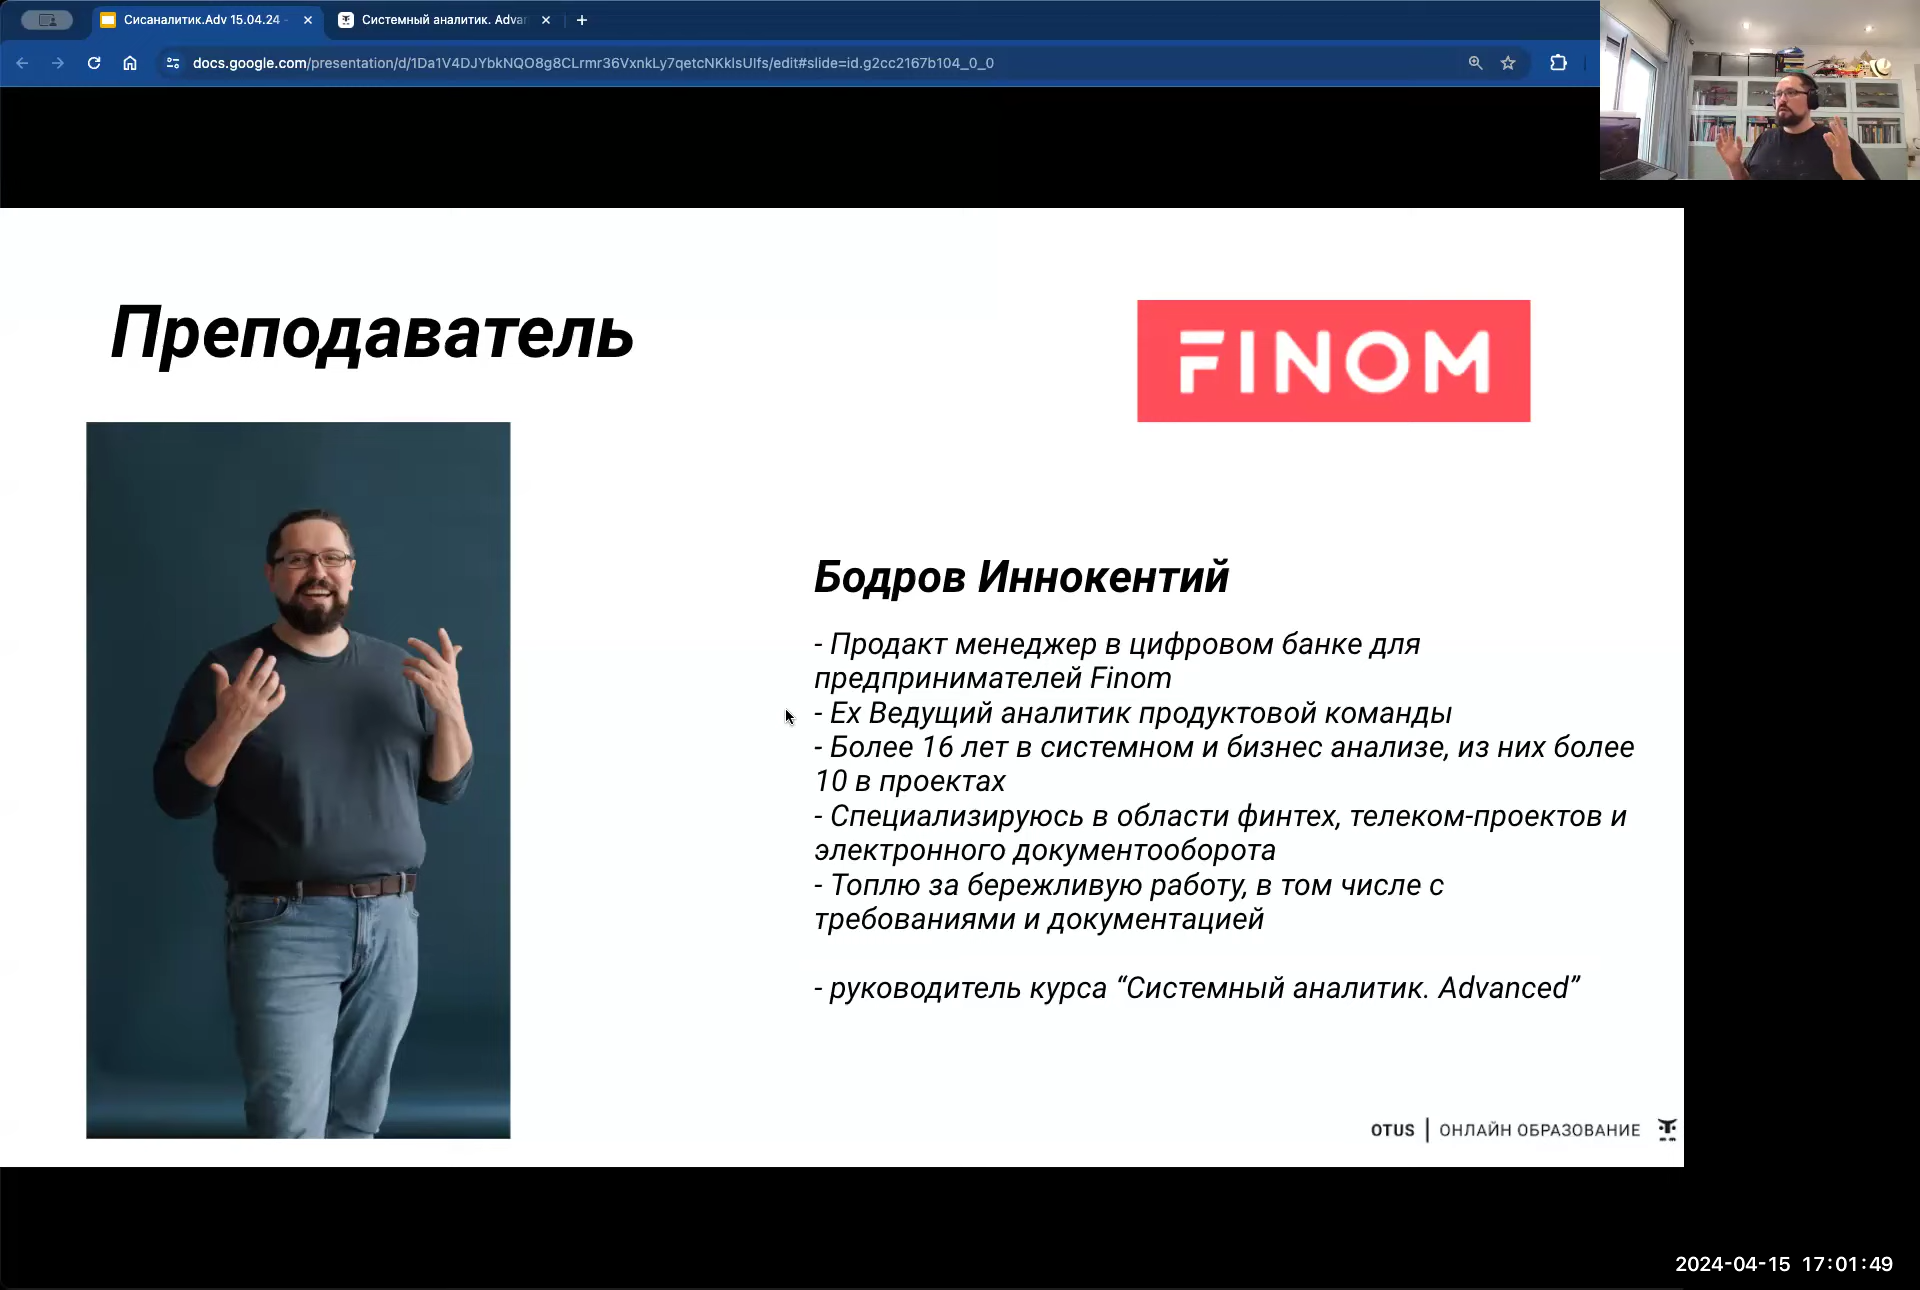 Сисаналитик.Adv 15.04.24 -
Системный аналитик. Adva
docs.google.com/presentation/d/1Da1V4DJYbkNQO8g8CLrmr36VxnkLy7qetcNKklsUlfs/edit#slide=id.g2cc2167b104_0_0
Преподаватель
FINOM
Бодров Иннокентий
- Продакт менеджер в цифровом банке для
предпринимателей Finom
- Ex Ведущий аналитик продуктовой команды
- Более 16 лет в системном и бизнес анализе, из них более
10 в проектах
- Специализируюсь в области финтех, телеком-проектов и
электронного документооборота
- Топлю за бережливую работу, в том числе с
требованиями и документацией
- руководитель курса “Системный аналитик. Advanced”
OTUS | ОНЛАЙН ОБРАЗОВАНИЕ
2024-04-15 17:01:49